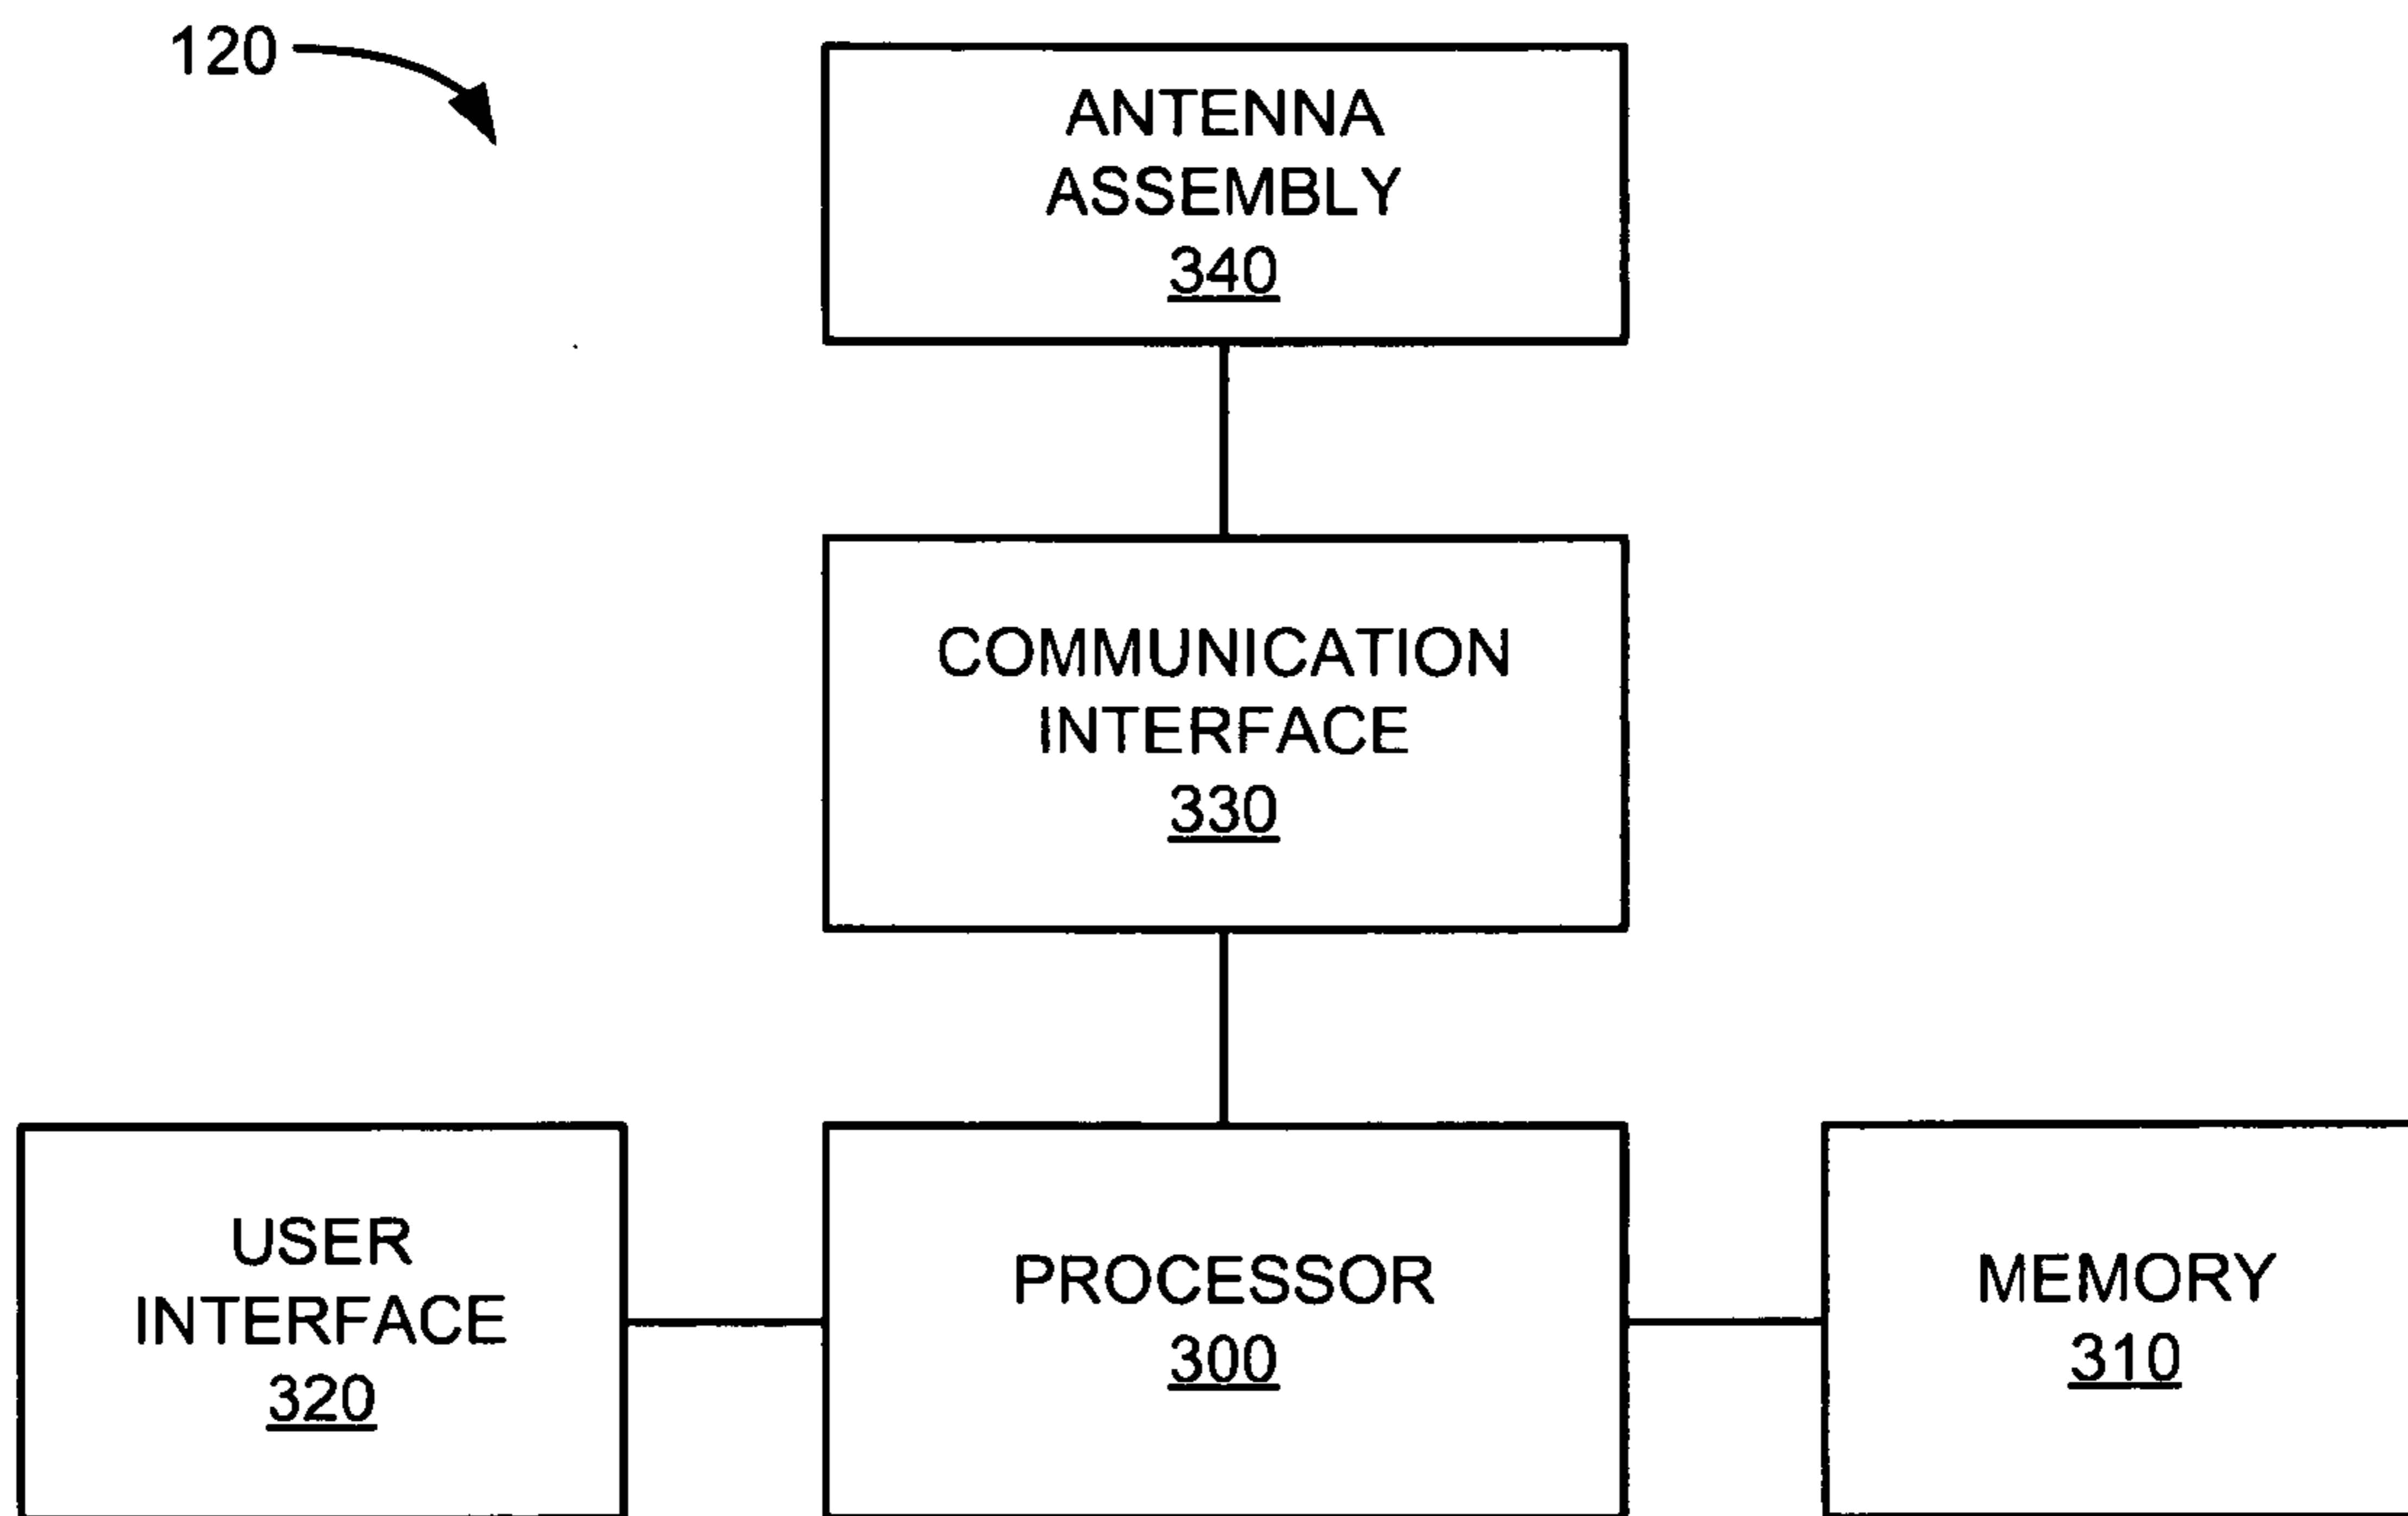 120
ANTENNA
ASSEMBLY
340
COMMUNICATION
INTERFACE
330
USER
INTERFACE
320
PROCESSOR
300
MEMORY
310